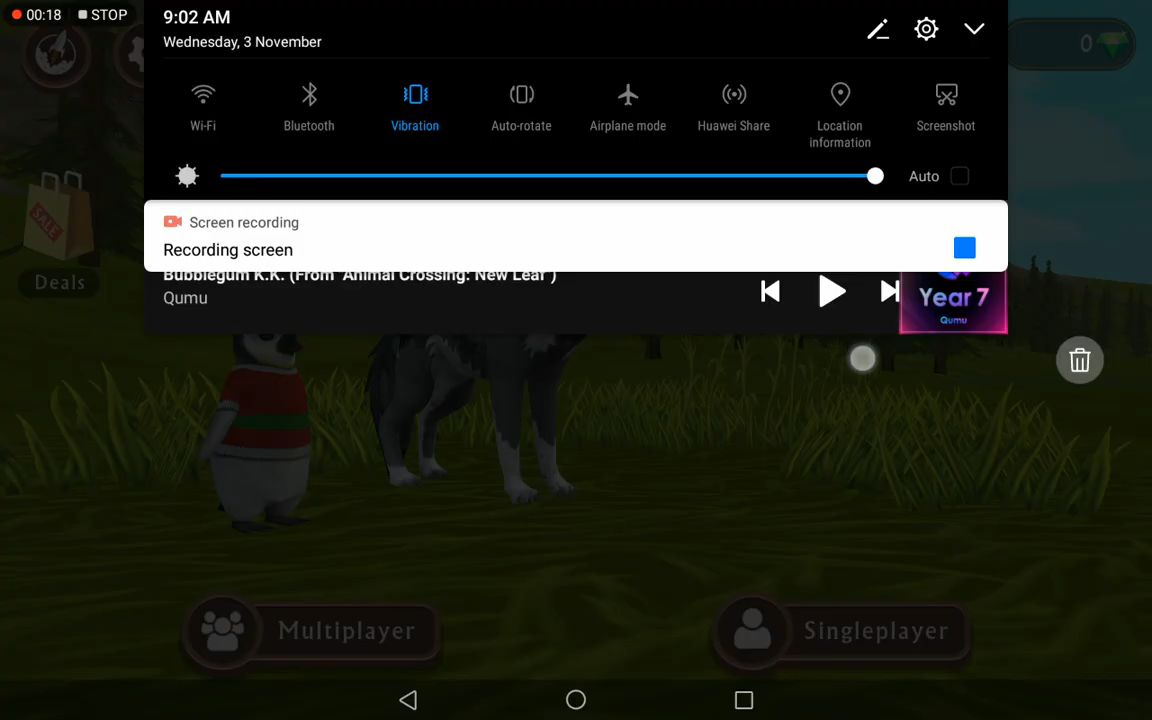 00:18 STOP
9:02 AM
Wednesday, 3 November
0
Wi-Fi
Bluetooth
Vibration
Auto-rotate
Airplane mode
Huawei Share
Location
information
Screenshot
Auto
SALE
Deals
Screen recording
Recording screen
Bubblegum K.K. (From "Animal Crossing: New Leaf")
Qumu
Year 7
Qumu
Multiplayer
Singleplayer